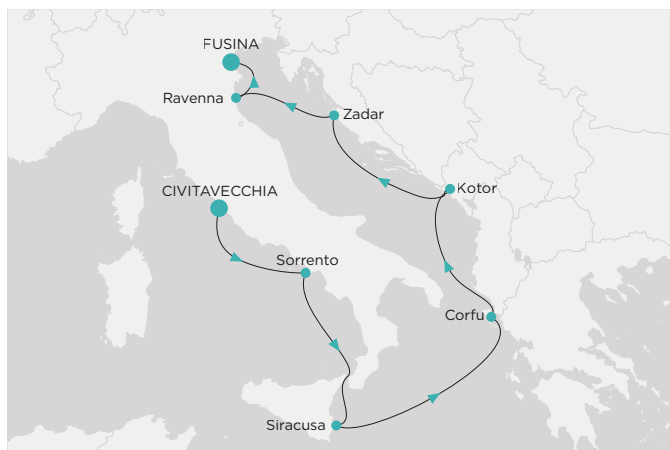 FUSINA
Ravenna
Zadar
CIVITAVECCHIA
Kotor
Sorrento
Corfu
Siracusa